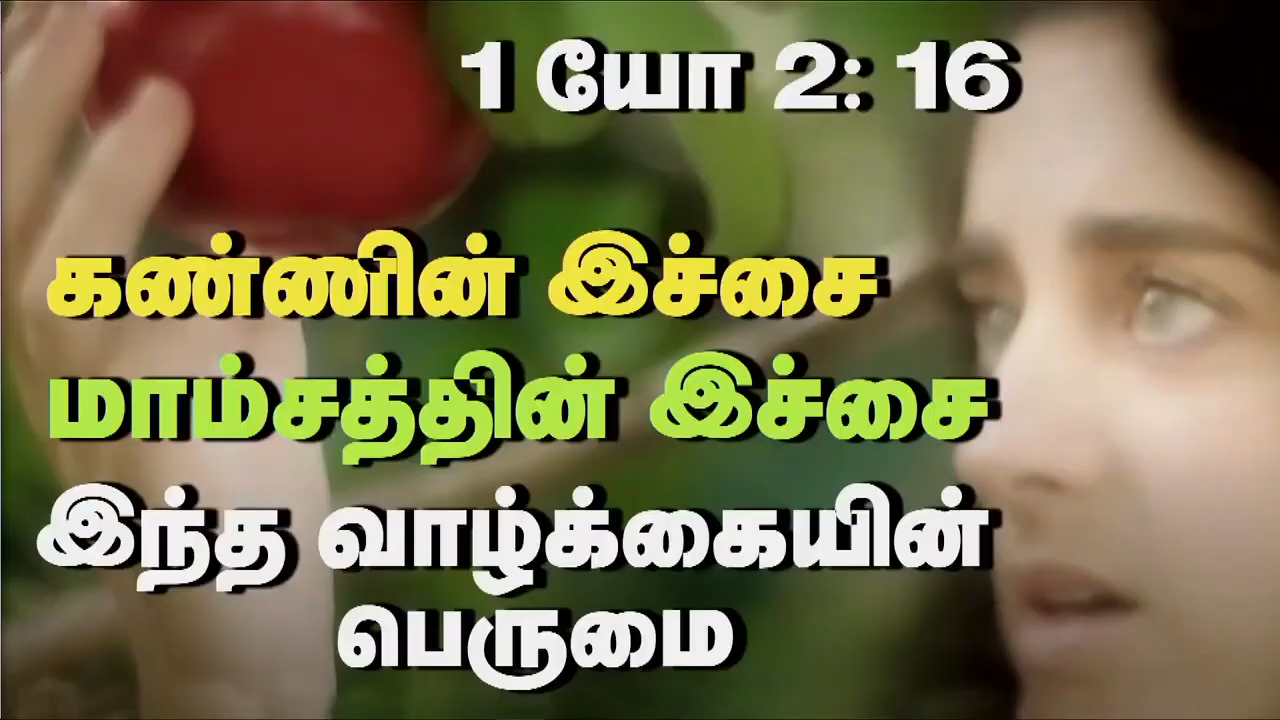 1 யோ 2: 16
கண்ணின் இச்சை
மாம்சத்தின் இச்சை
இந்த வாழ்க்கையின்
பெருமை